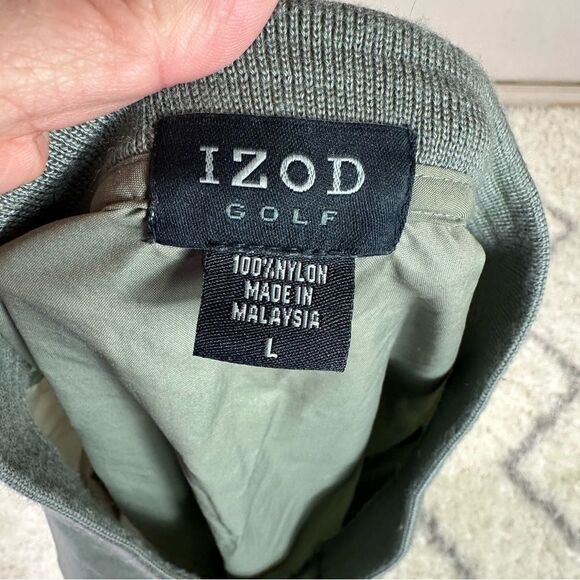 IZOD
GOLF
100%NYLON
MADE IN
MALAYSIA
L